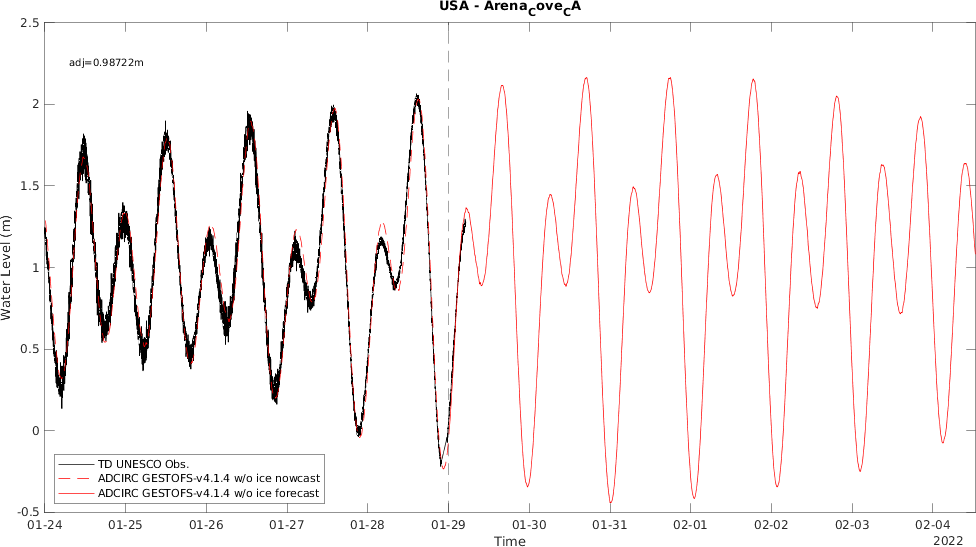 USA - ArenaCoveCA
2.5
adj=0.98722m
2
1.5
1
0.5
0
-0.5
Water Level (m)
TD UNESCO Obs.
ADCIRC GESTOFS-v4.1.4 w/o ice nowcast
ADCIRC GESTOFS-v4.1.4 w/o ice forecast
01-24 01-25 01-26 01-27 01-28 01-29 01-30 01-31 02-01 02-02 02-03 02-04
Time
2022